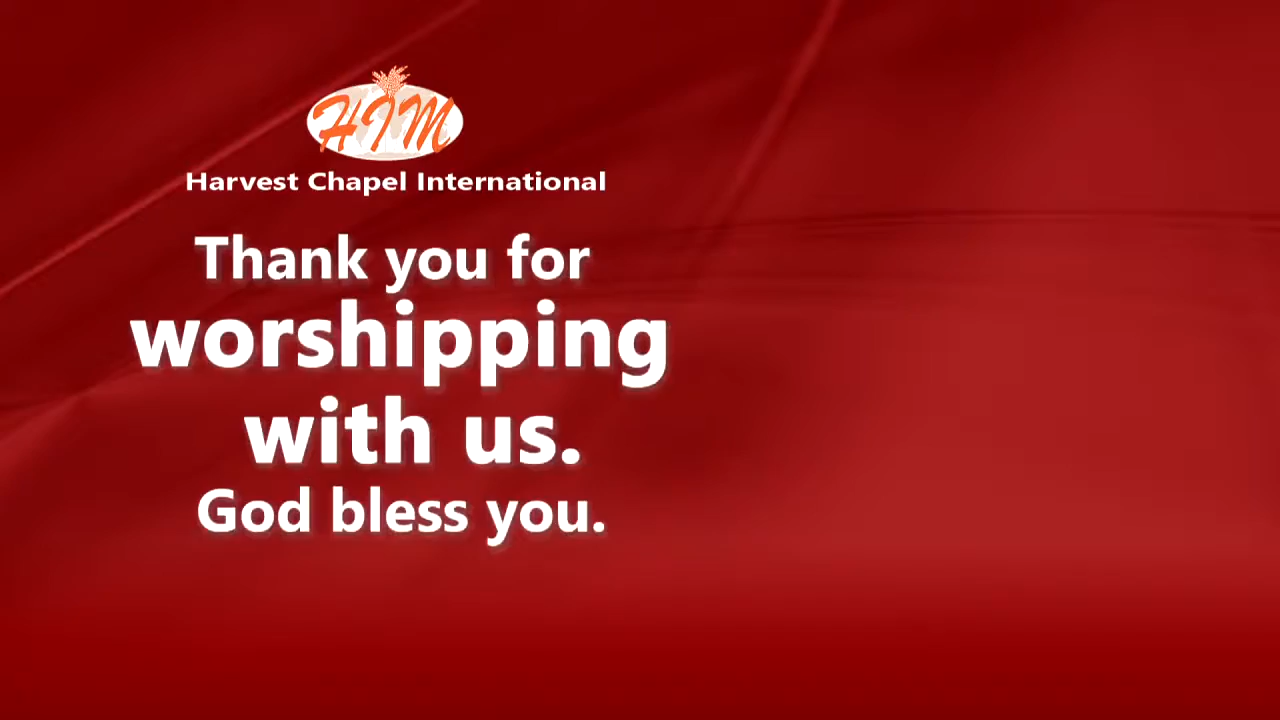 HIM
Harvest Chapel International
Thank you for
worshipping
with us.
God bless you.